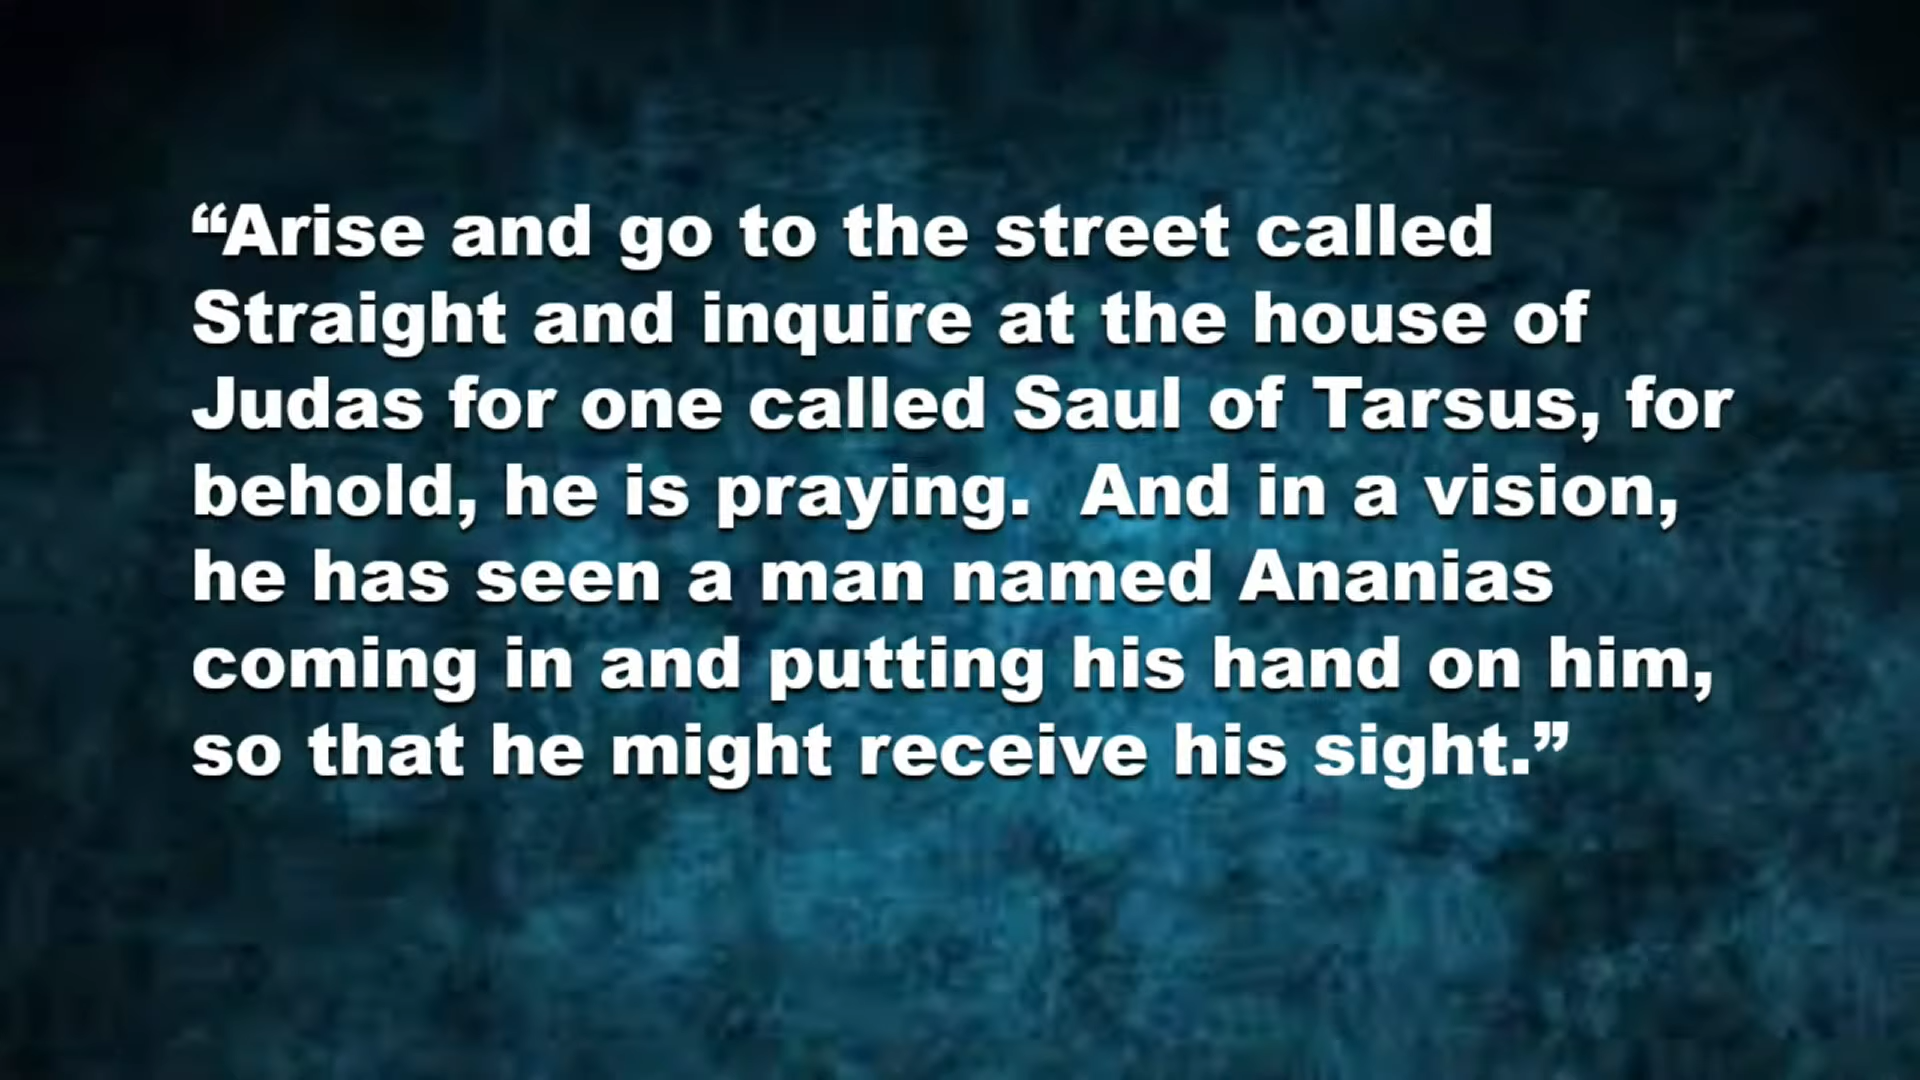 “Arise and go to the street called
Straight and inquire at the house of
Judas for one called Saul of Tarsus, for
behold, he is praying.  And in a vision,
he has seen a man named Ananias
coming in and putting his hand on him,
so that he might receive his sight.”